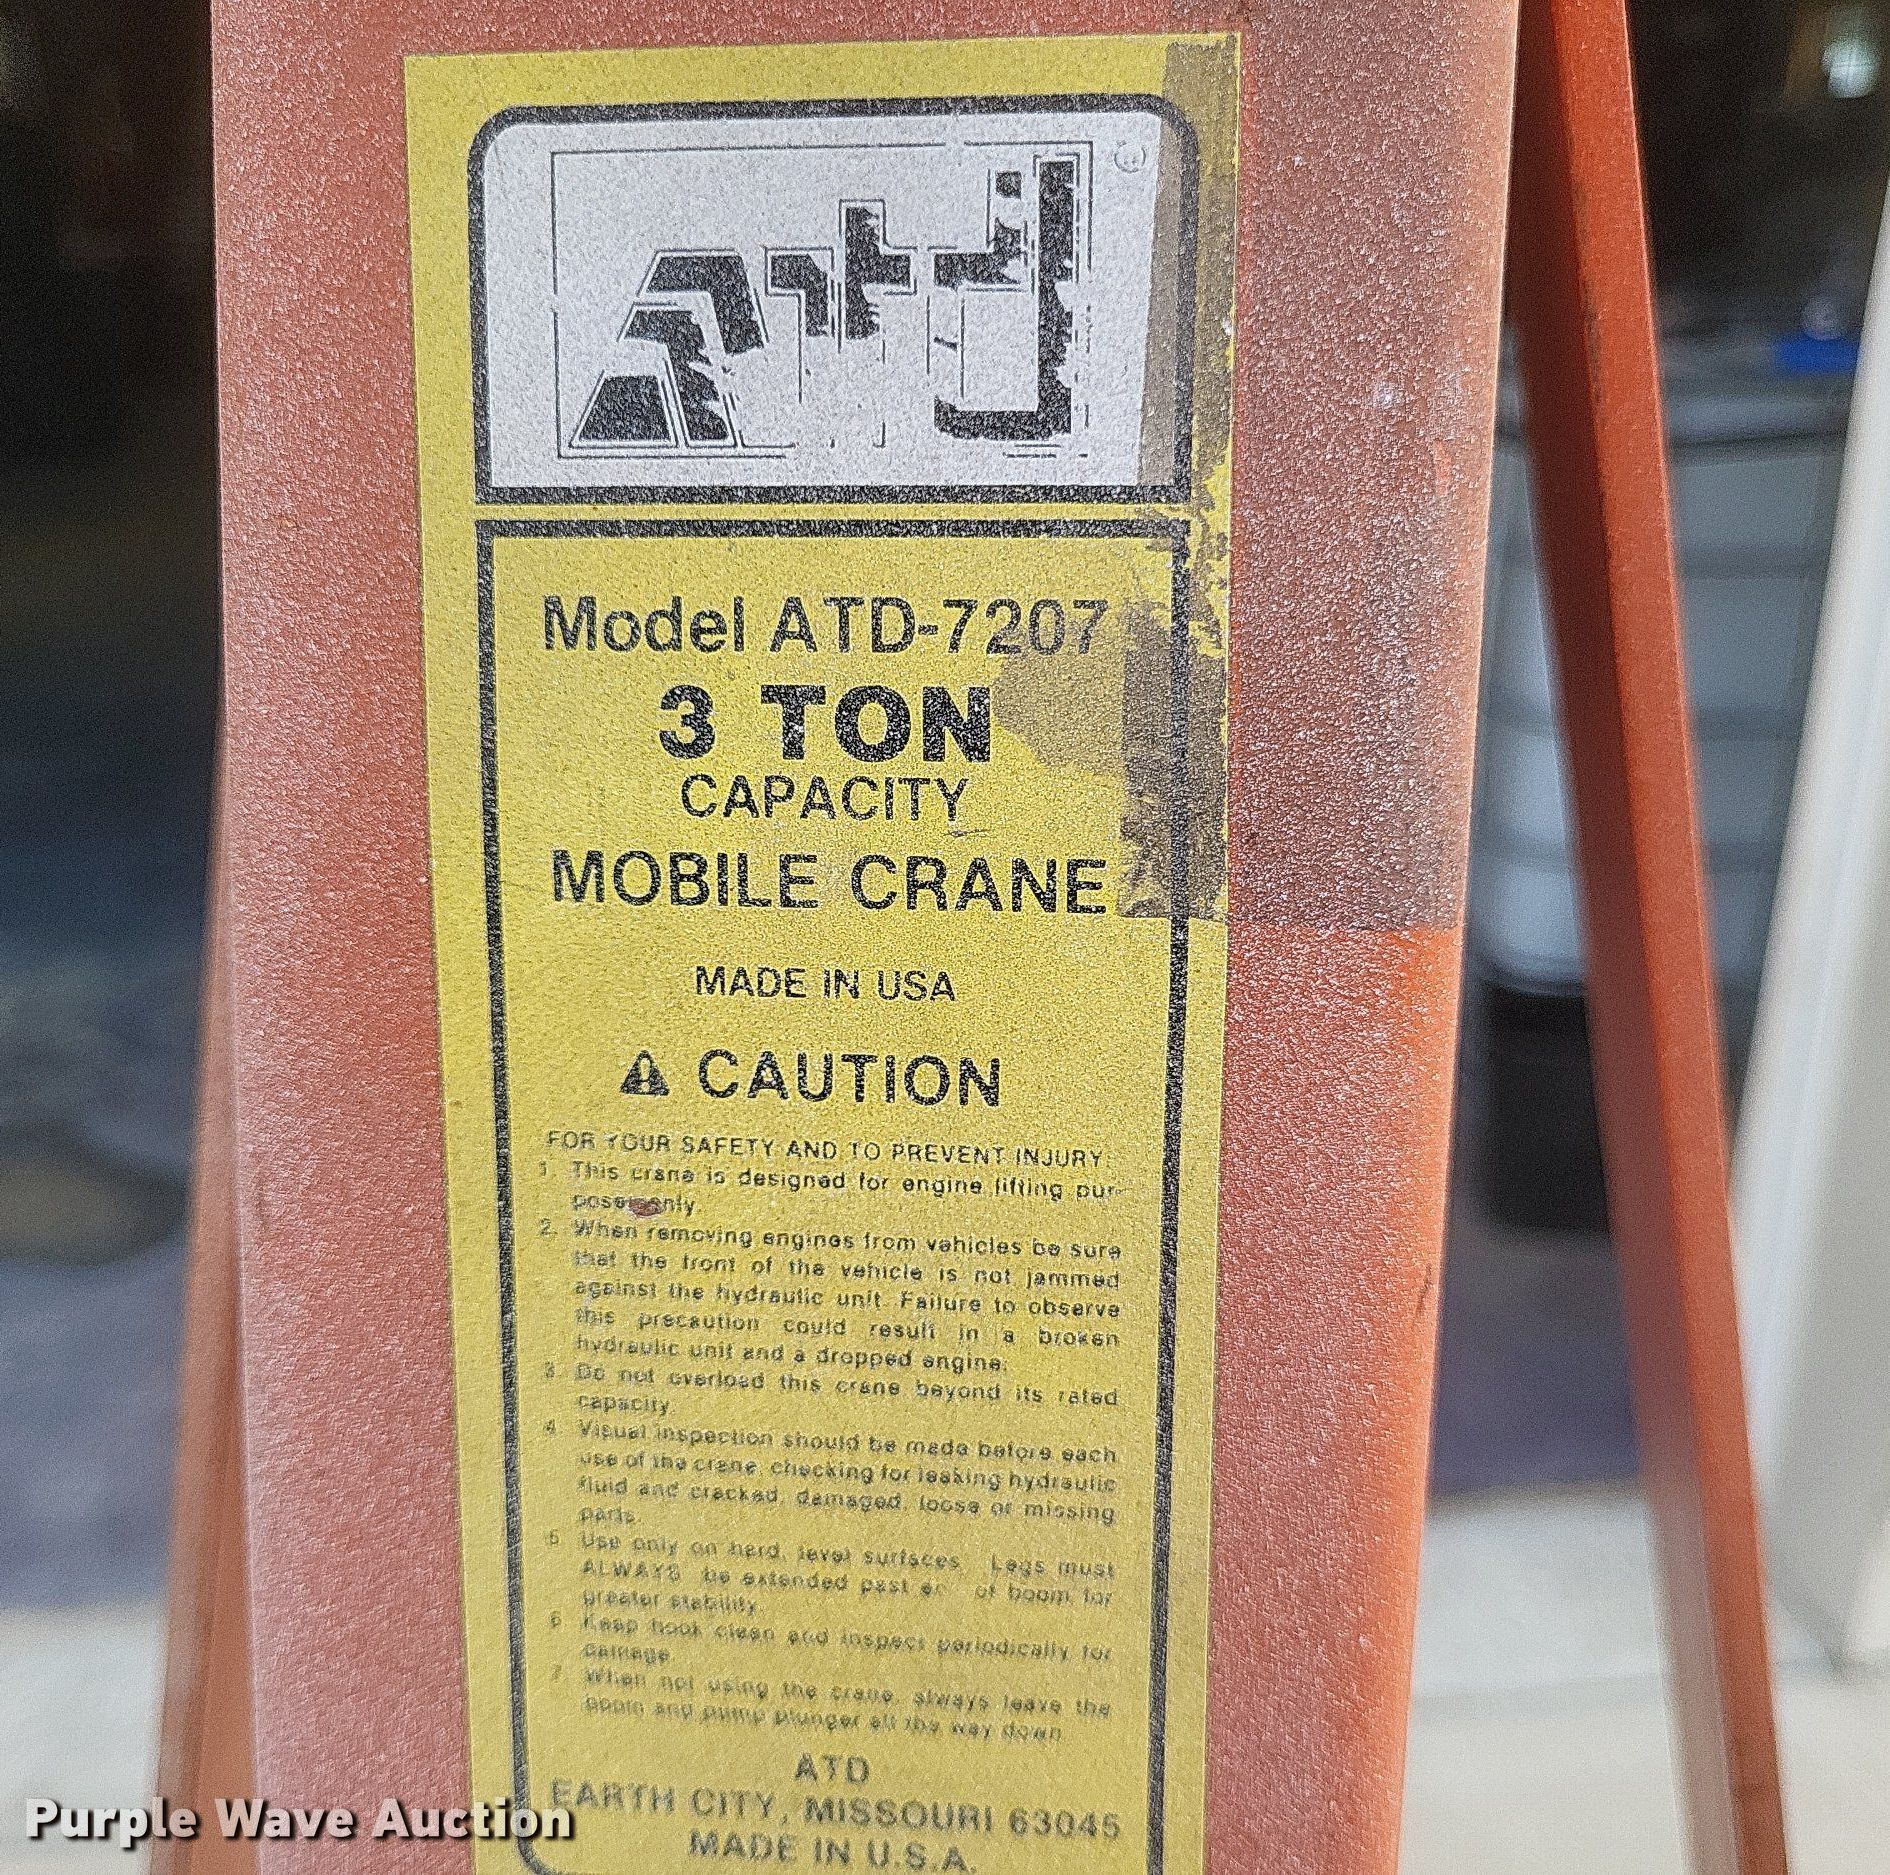 Atd
Model ATD-7207
3 TON
CAPACITY
MOBILE CRANE
MADE IN USA
CAUTION
FOR YOUR SAFETY AND TO PREVENT INJURY:
1. This crane is designed for engine lifting pur-
poses only.
2. When removing engines from vehicles be sure
that the front of the vehicle is not jammed
against the hydraulic unit. Failure to observe
this precaution could result in a broken
hydraulic unit and a dropped engine.
3. Do not overload this crane beyond its rated
capacity.
4. Visual inspection should be made before each
use of the crane, checking for leaking hydraulic
fluid and cracked, damaged, loose or missing
parts.
5. Use only on hard, level surfaces. Legs must
ALWAYS be extended past of boom for
greater stability.
6. Keep hook clean and inspect periodically for
damage.
7. When not using the crane, always leave the
boom and pump plunger all the way down
ATD
EARTH CITY, MISSOURI 63045
MADE IN U.S.A.
Purple Wave Auction